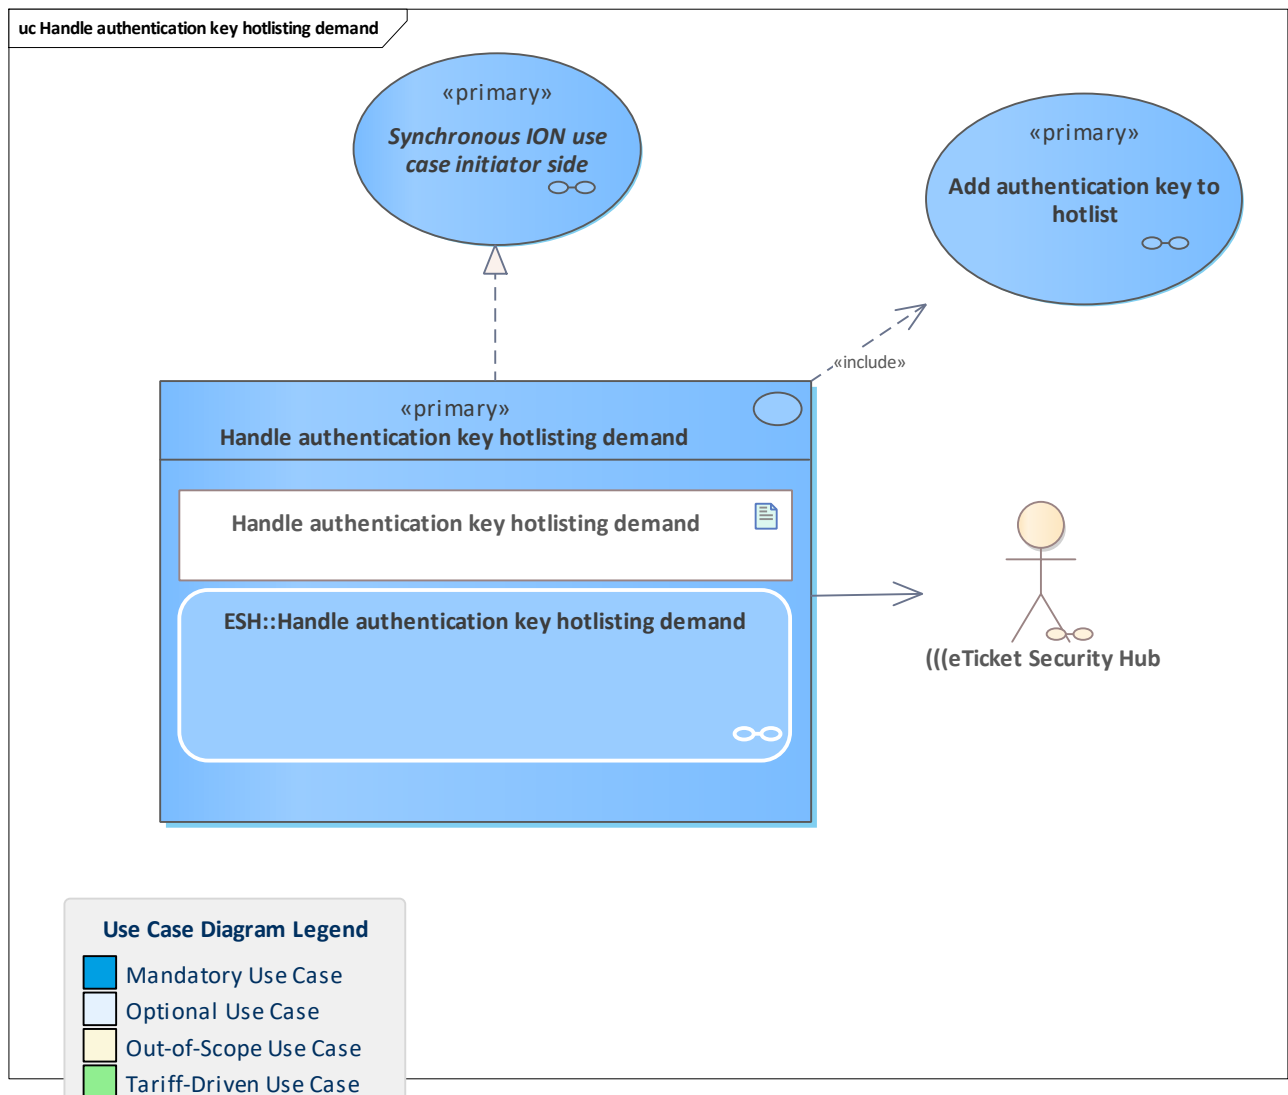 uc Handle authentication key hotlisting demand
«primary»
Synchronous ION use
case initiator side
«primary»
Add authentication key to
hotlist
«include»
«primary»
Handle authentication key hotlisting demand
Handle authentication key hotlisting demand
ESH::Handle authentication key hotlisting demand
(((eTicket Security Hub
Use Case Diagram Legend
Mandatory Use Case
Optional Use Case
Out-of-Scope Use Case
Tariff-Driven Use Case